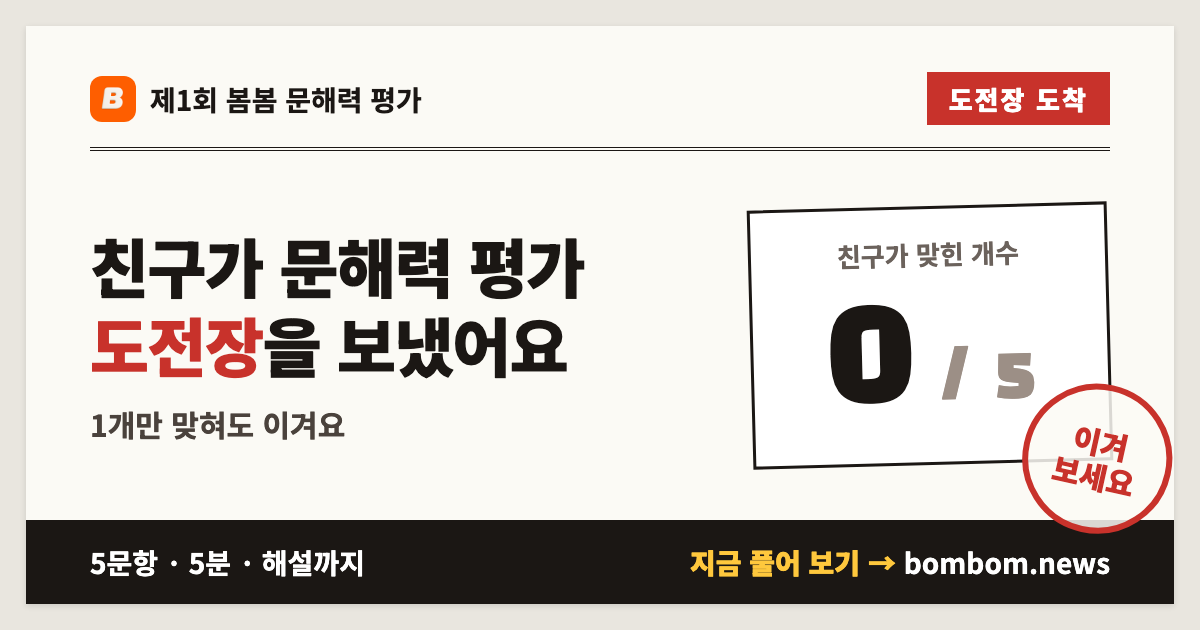 B 제1회 봄봄 문해력 평가
도전장 도착
친구가 문해력 평가
도전장을 보냈어요
1개만 맞혀도 이겨요
친구가 맞힌 개수
0 / 5
이겨
보세요
5문항 · 5분 · 해설까지
지금 풀어 보기 → bombom.news